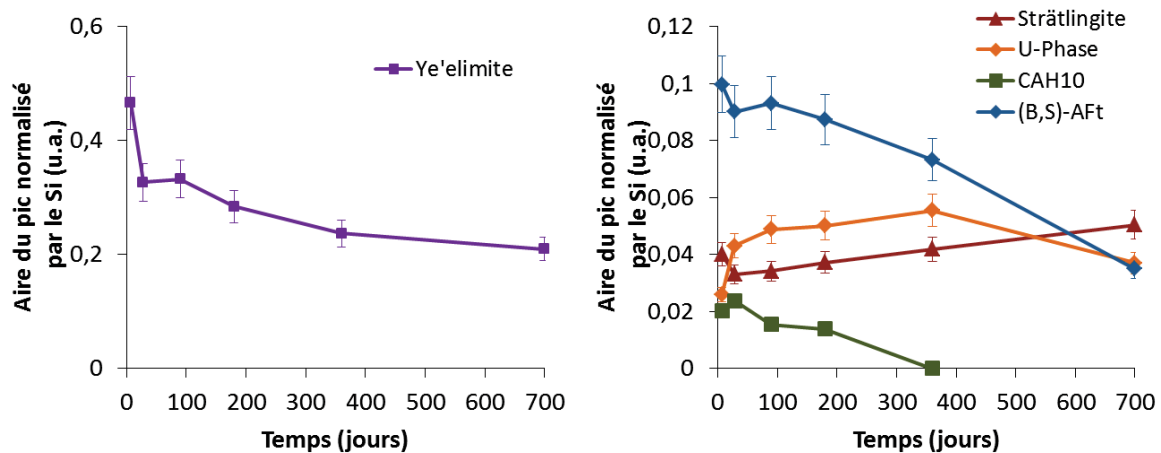 Aire du pic normalisé
par le Si (u.a.)
0,6
0,4
0,2
0
0
100
200
300
400
500
600
700
Temps (jours)
Ye'elimite
Aire du pic normalisé
par le Si (u.a.)
0,12
0,1
0,08
0,06
0,04
0,02
0
0
100
200
300
400
500
600
700
Temps (jours)
Strätlingite
U-Phase
CAH10
(B,S)-AFt